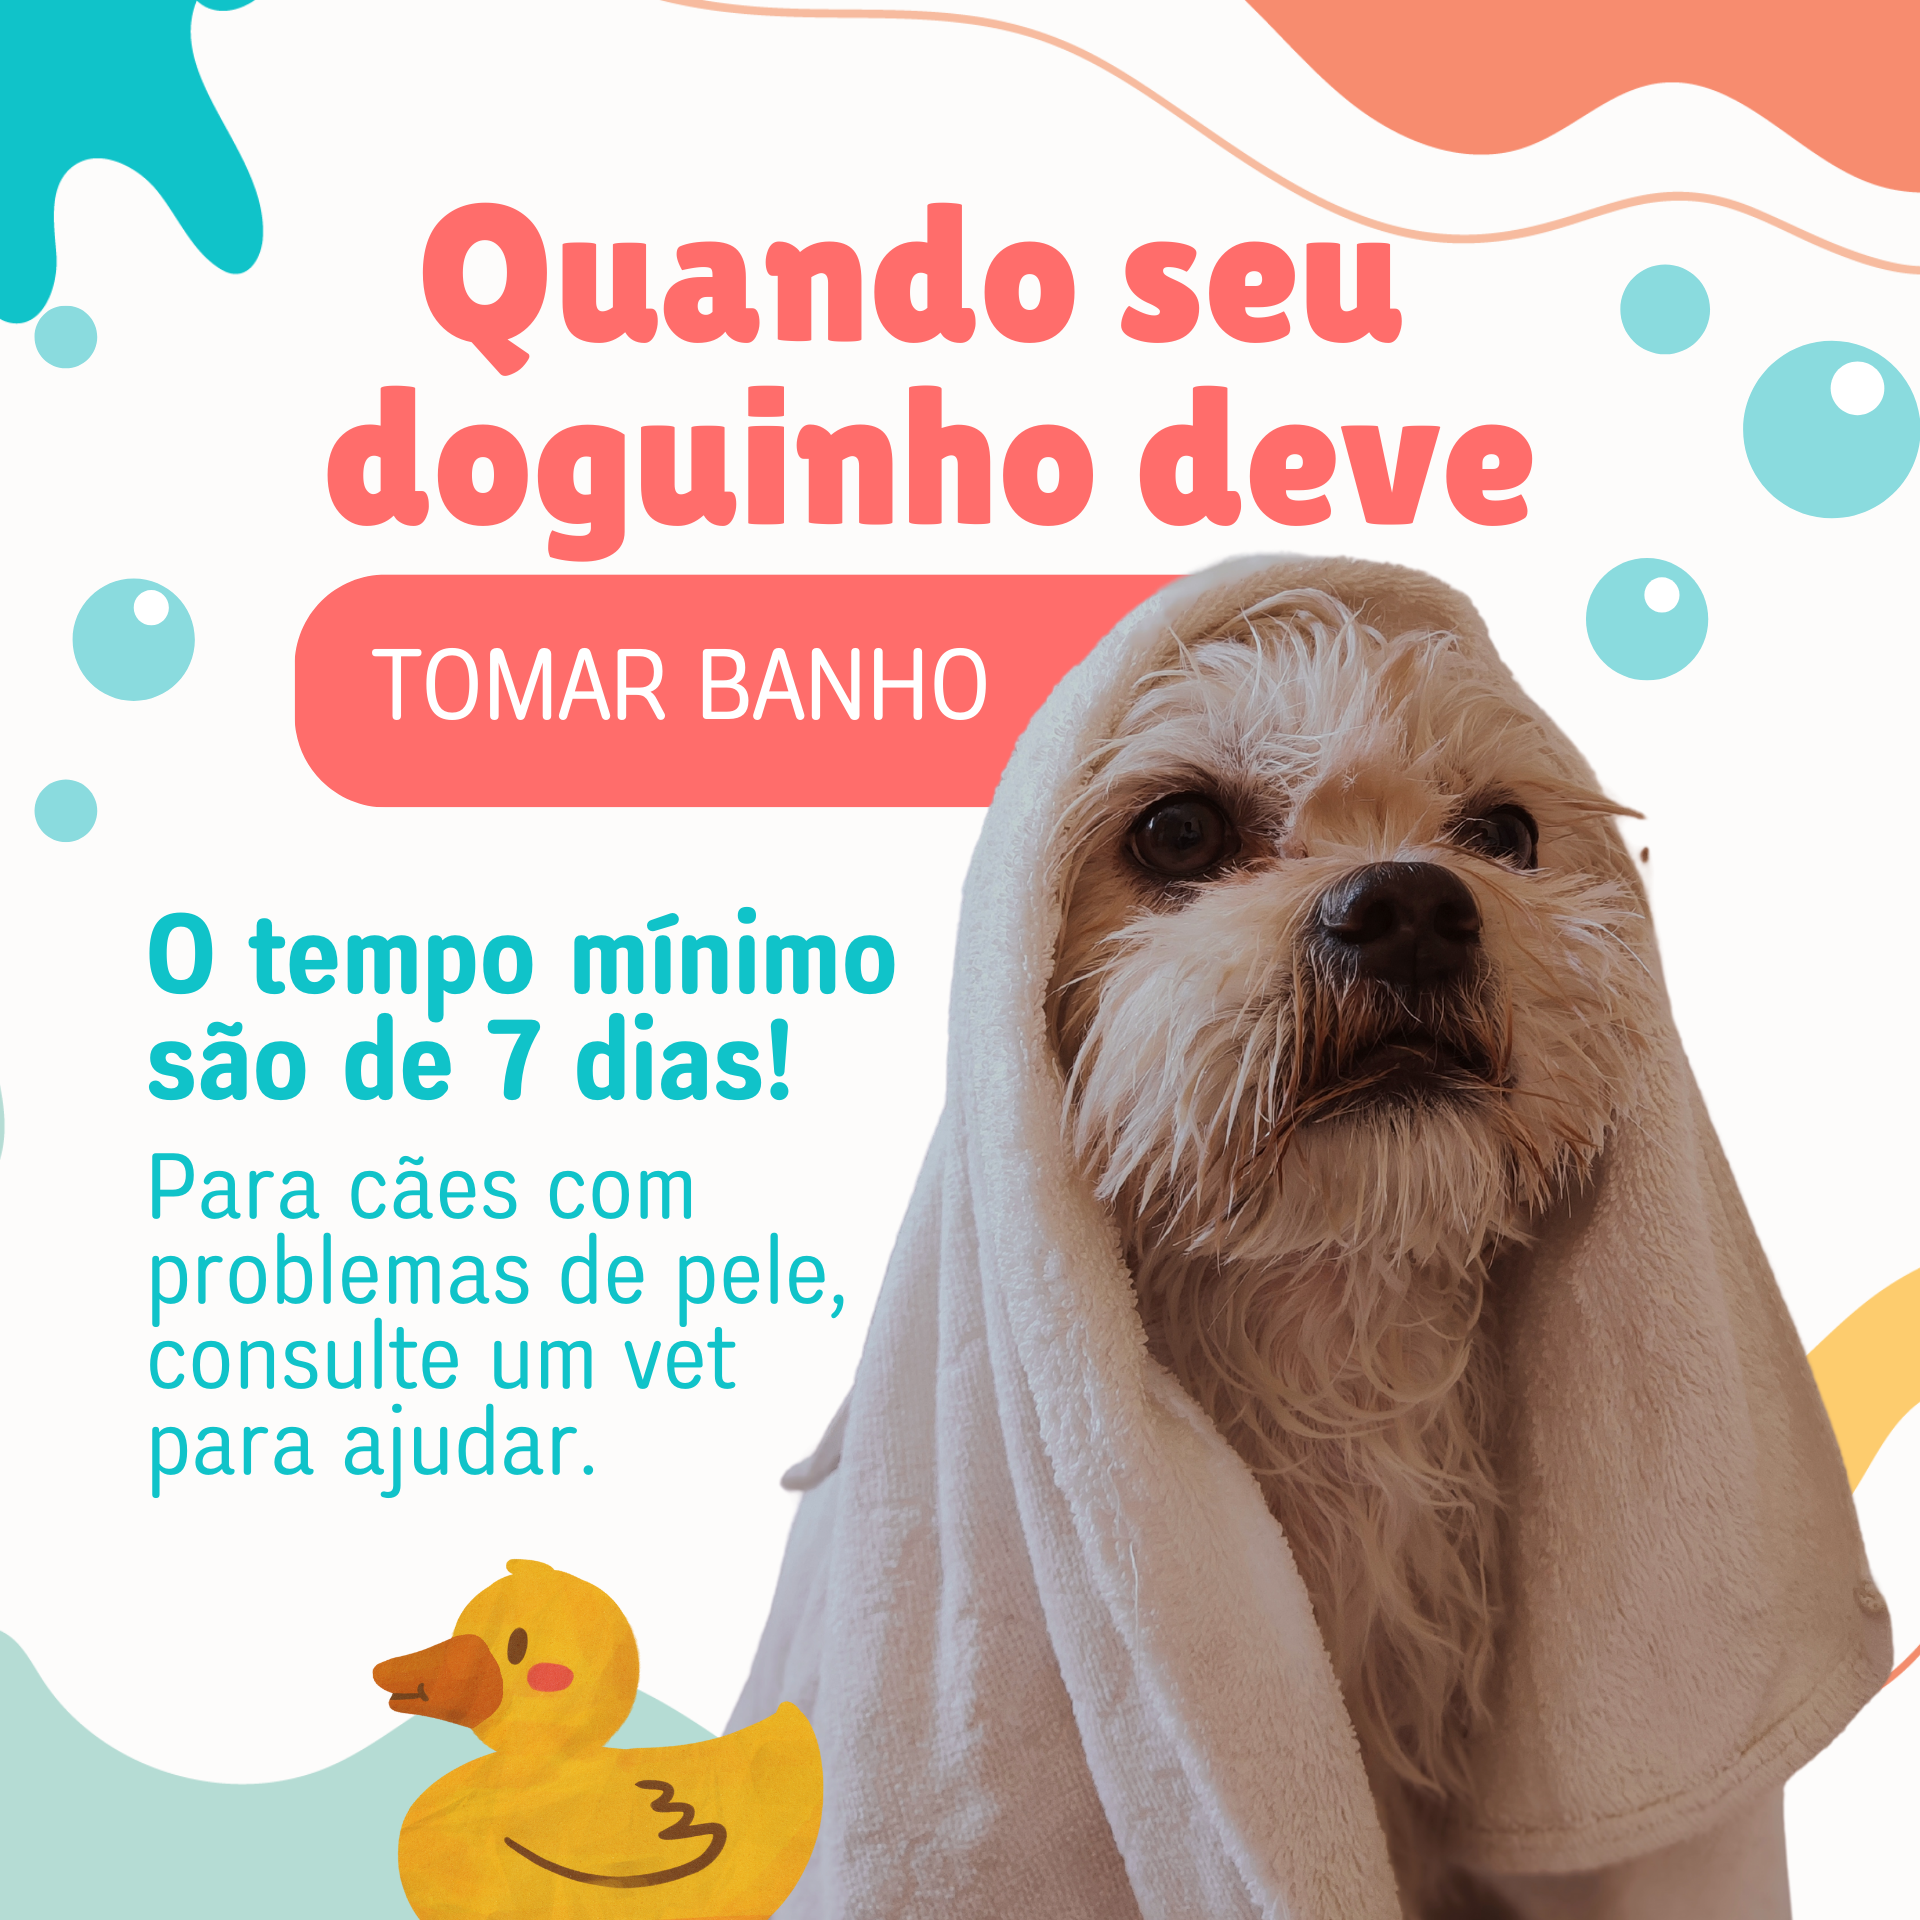 Quando seu
doguinho deve
TOMAR BANHO
O tempo mínimo
são de 7 dias!
Para cães com
problemas de pele,
consulte um vet
para ajudar.